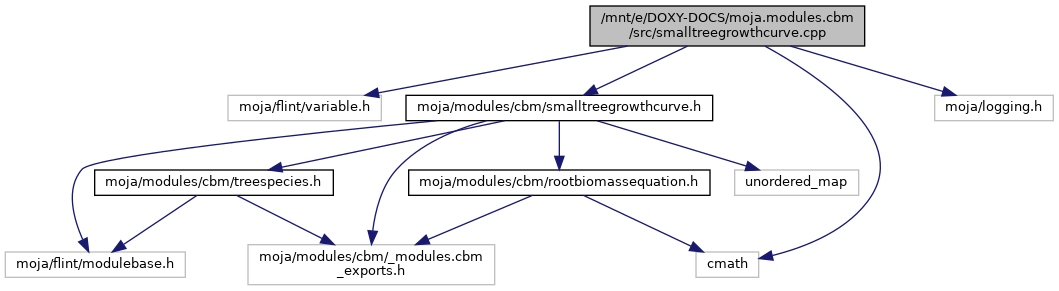 /mnt/e/DOXY-DOCS/moja.modules.cbm
/src/smalltreegrowthcurve.cpp
moja/flint/variable.h
moja/modules/cbm/smalltreegrowthcurve.h
moja/logging.h
moja/modules/cbm/treespecies.h
moja/modules/cbm/rootbiomassequation.h
unordered_map
moja/flint/modulebase.h
moja/modules/cbm/_modules.cbm
_exports.h
cmath